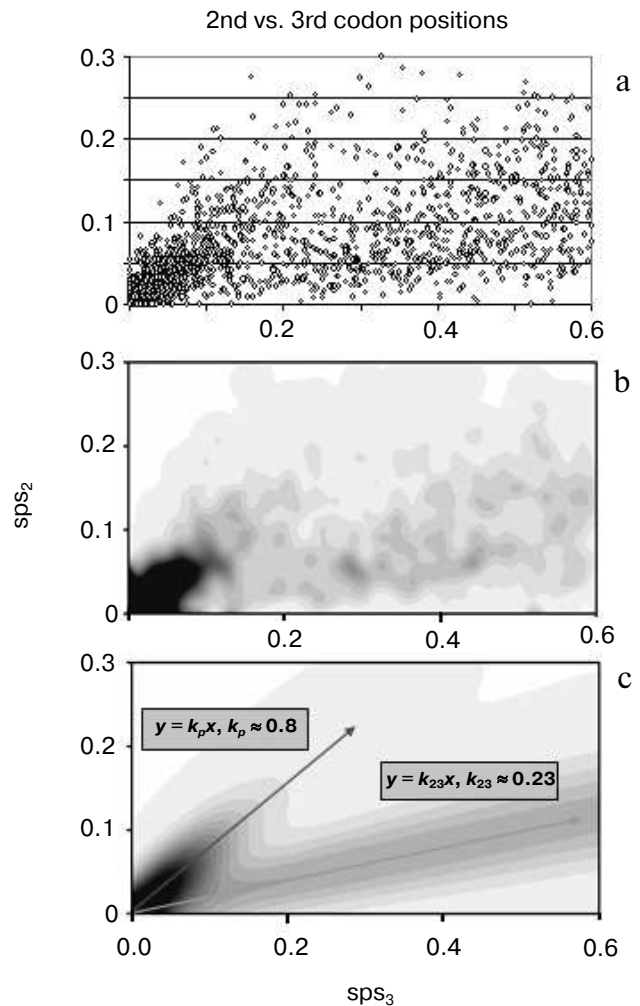 2nd vs. 3rd codon positions
a
0.3
0.2
0.1
0
0.2
0.4
0.6
b
0.3
0.2
0.1
0
0.2
0.4
0.6
sps₂
c
0.3
0.2
0.1
0
y = kₚx, kₚ ≈ 0.8
y = k₂₃x, k₂₃ ≈ 0.23
0.0
0.2
0.4
0.6
sps₃